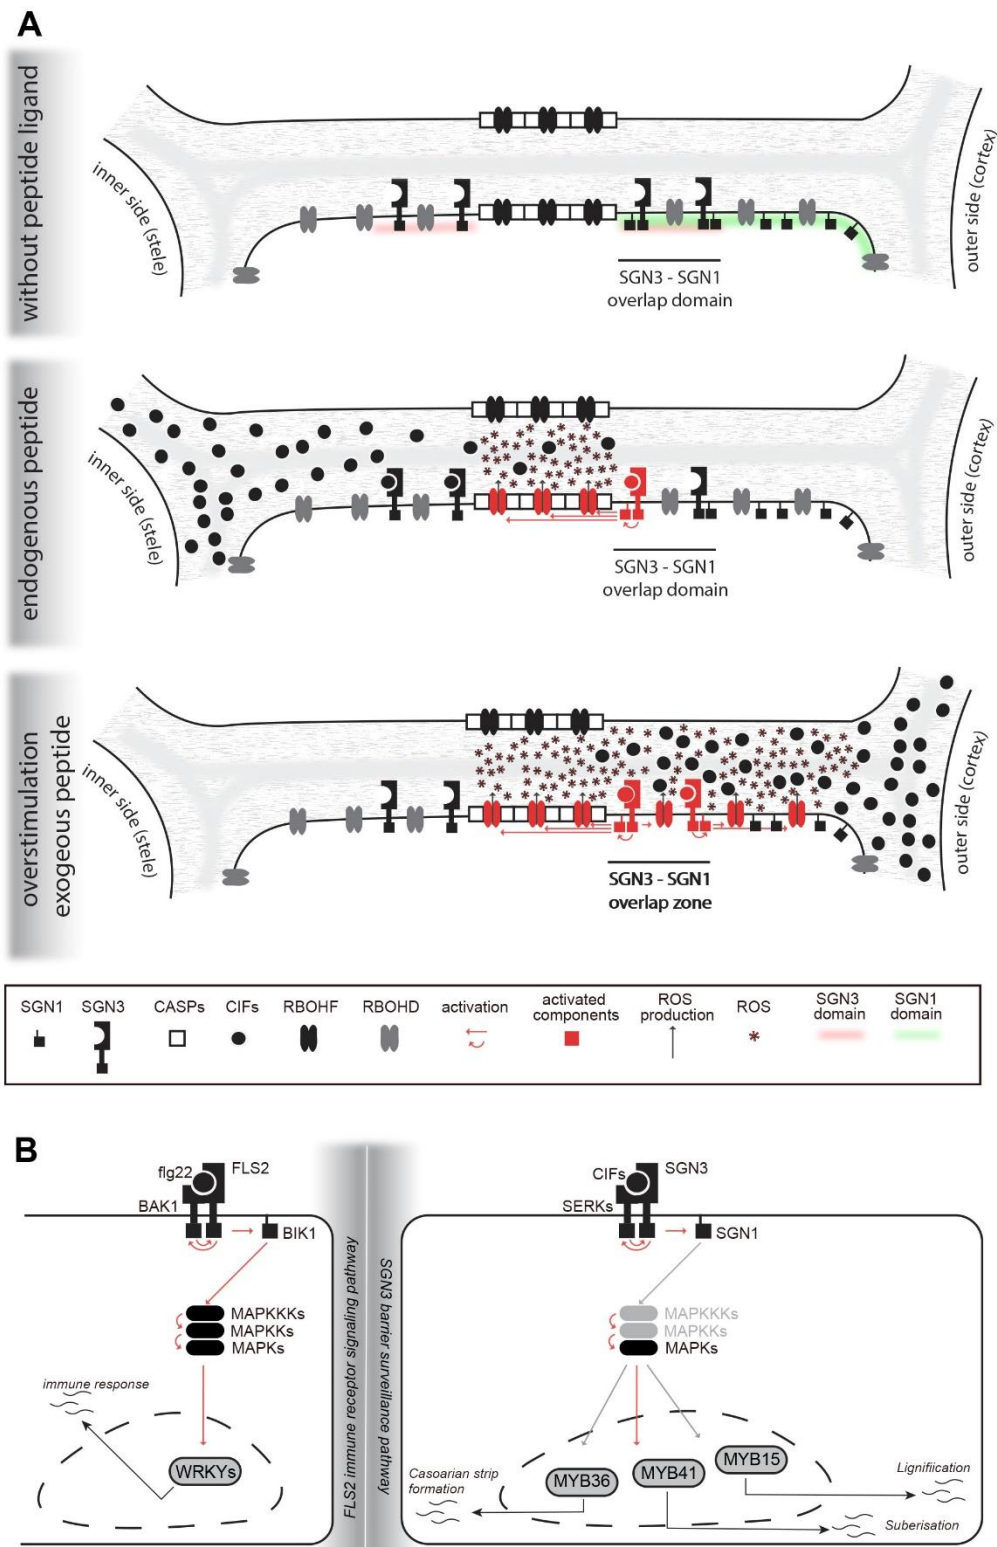 A
without peptide ligand
inner side (stele)
outer side (cortex)
SGN3 - SGN1
overlap domain
endogenous peptide
inner side (stele)
outer side (cortex)
SGN3 - SGN1
overlap domain
overstimulation
exogeous peptide
inner side (stele)
outer side (cortex)
SGN3 - SGN1
overlap zone
SGN1
SGN3
CASPs
CIFs
RBOHF
RBOHD
activation
activated
components
ROS
production
ROS
SGN3
domain
SGN1
domain
B
flg22
FLS2
BAK1
BIK1
MAPKKKs
MAPKKs
MAPKs
immune response
WRKYs
FLS2 immune receptor signaling pathway
SGN3 barrier surveillance pathway
CIFs
SGN3
SERKs
SGN1
MAPKKKs
MAPKKs
MAPKs
MYB36
MYB41
MYB15
Casoarian strip
formation
Lignifiication
Suberisation